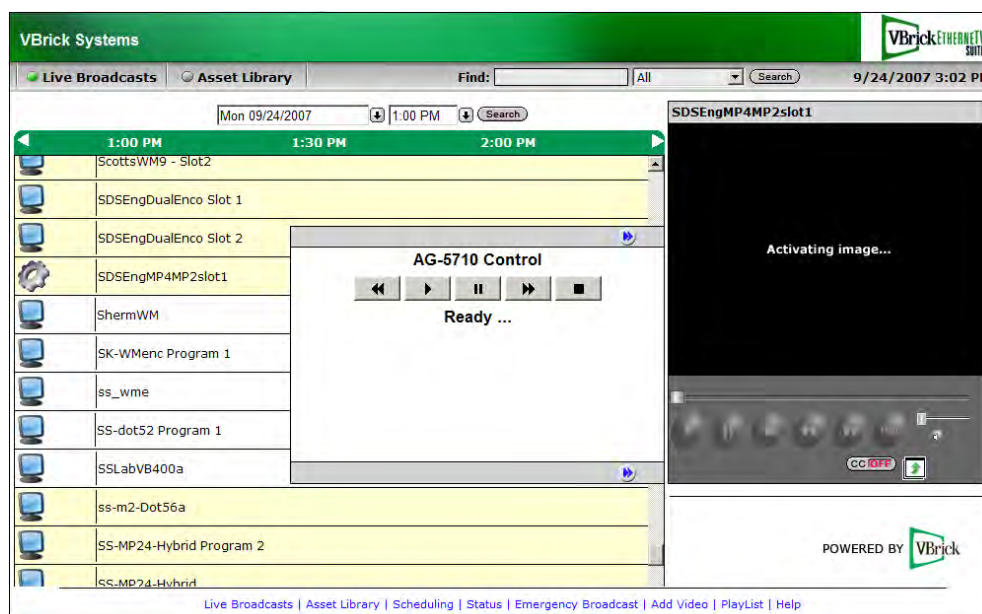 VBrick Systems
VBrick ETHERNETV
SUITE
Live Broadcasts Asset Library Find: All Search 9/24/2007 3:02 P
Mon 09/24/2007 1:00 PM Search
SDSEngMP4MP2slot1
1:00 PM 1:30 PM 2:00 PM
ScottsWM9 - Slot2
SDSEngDualEnco Slot 1
SDSEngDualEnco Slot 2
SDSEngMP4MP2slot1
ShermWM
SK-WMenc Program 1
ss_wme
SS-dot52 Program 1
SSLabVB400a
ss-m2-Dot56a
SS-MP24-Hybrid Program 2
SS-MP24-Hybrid
AG-5710 Control
Ready ...
Activating image...
CC OFF
POWERED BY VBrick
Live Broadcasts | Asset Library | Scheduling | Status | Emergency Broadcast | Add Video | PlayList | Help